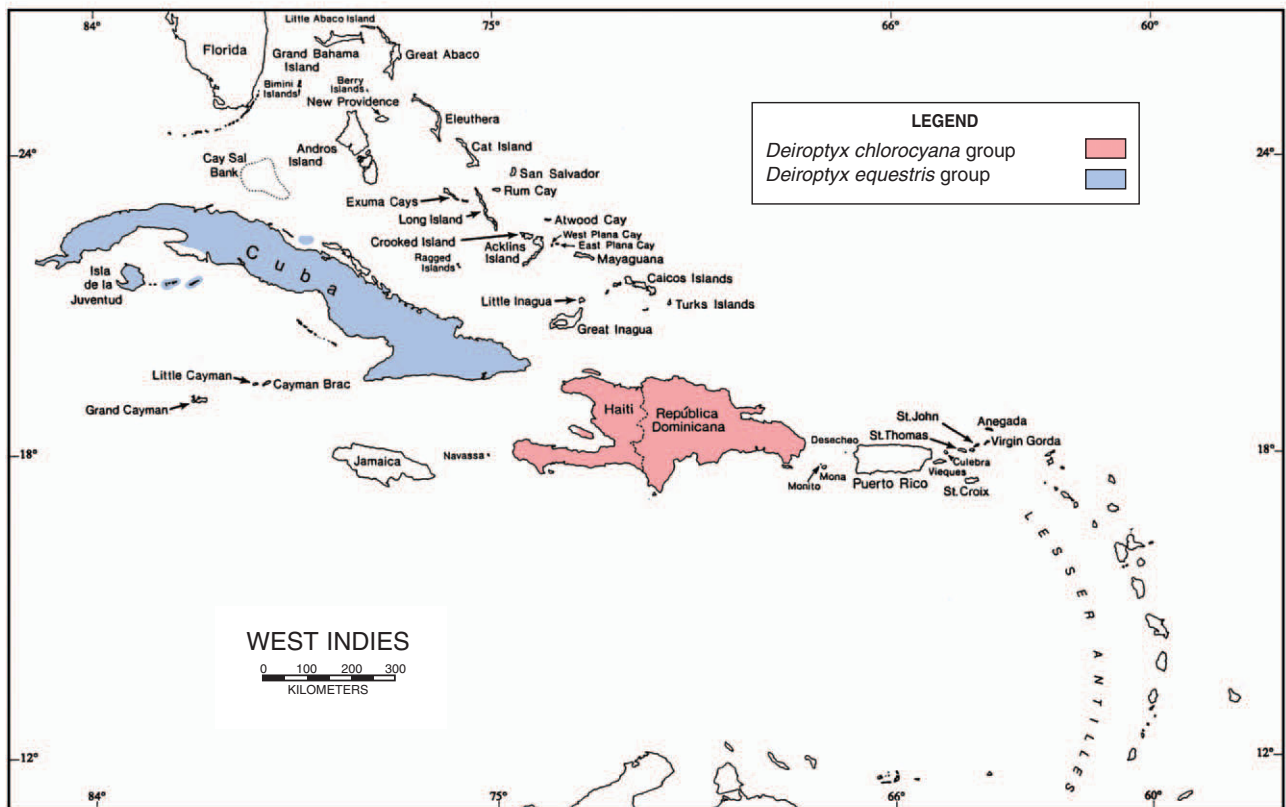 84°
75°
66°
60°
Little Abaco Island
Florida
Grand Bahama
Island
Great Abaco
Bimini
Islands
Berry
Islands
New Providence
Eleuthera
LEGEND
Deiroptyx chlorocyana group
Deiroptyx equestris group
24°
24°
Andros
Island
Cat Island
Cay Sal
Bank
San Salvador
Exuma Cays
Rum Cay
Long Island
Atwood Cay
Crooked Island
West Plana Cay
East Plana Cay
Acklins
Island
Ragged
Islands
Mayaguana
Cuba
Isla
de la
Juventud
Caicos Islands
Little Inagua
Turks Islands
Great Inagua
Little Cayman
Cayman Brac
Grand Cayman
Haiti
República
Dominicana
St.John
Anegada
St.Thomas
Virgin Gorda
Desecheo
18°
18°
Jamaica
Navassa
Culebra
Mona
Monito
Vieques
Puerto Rico
St.Croix
LESSER ANTILLES
WEST INDIES
0 100 200 300
KILOMETERS
12°
12°
84°
75°
66°
60°